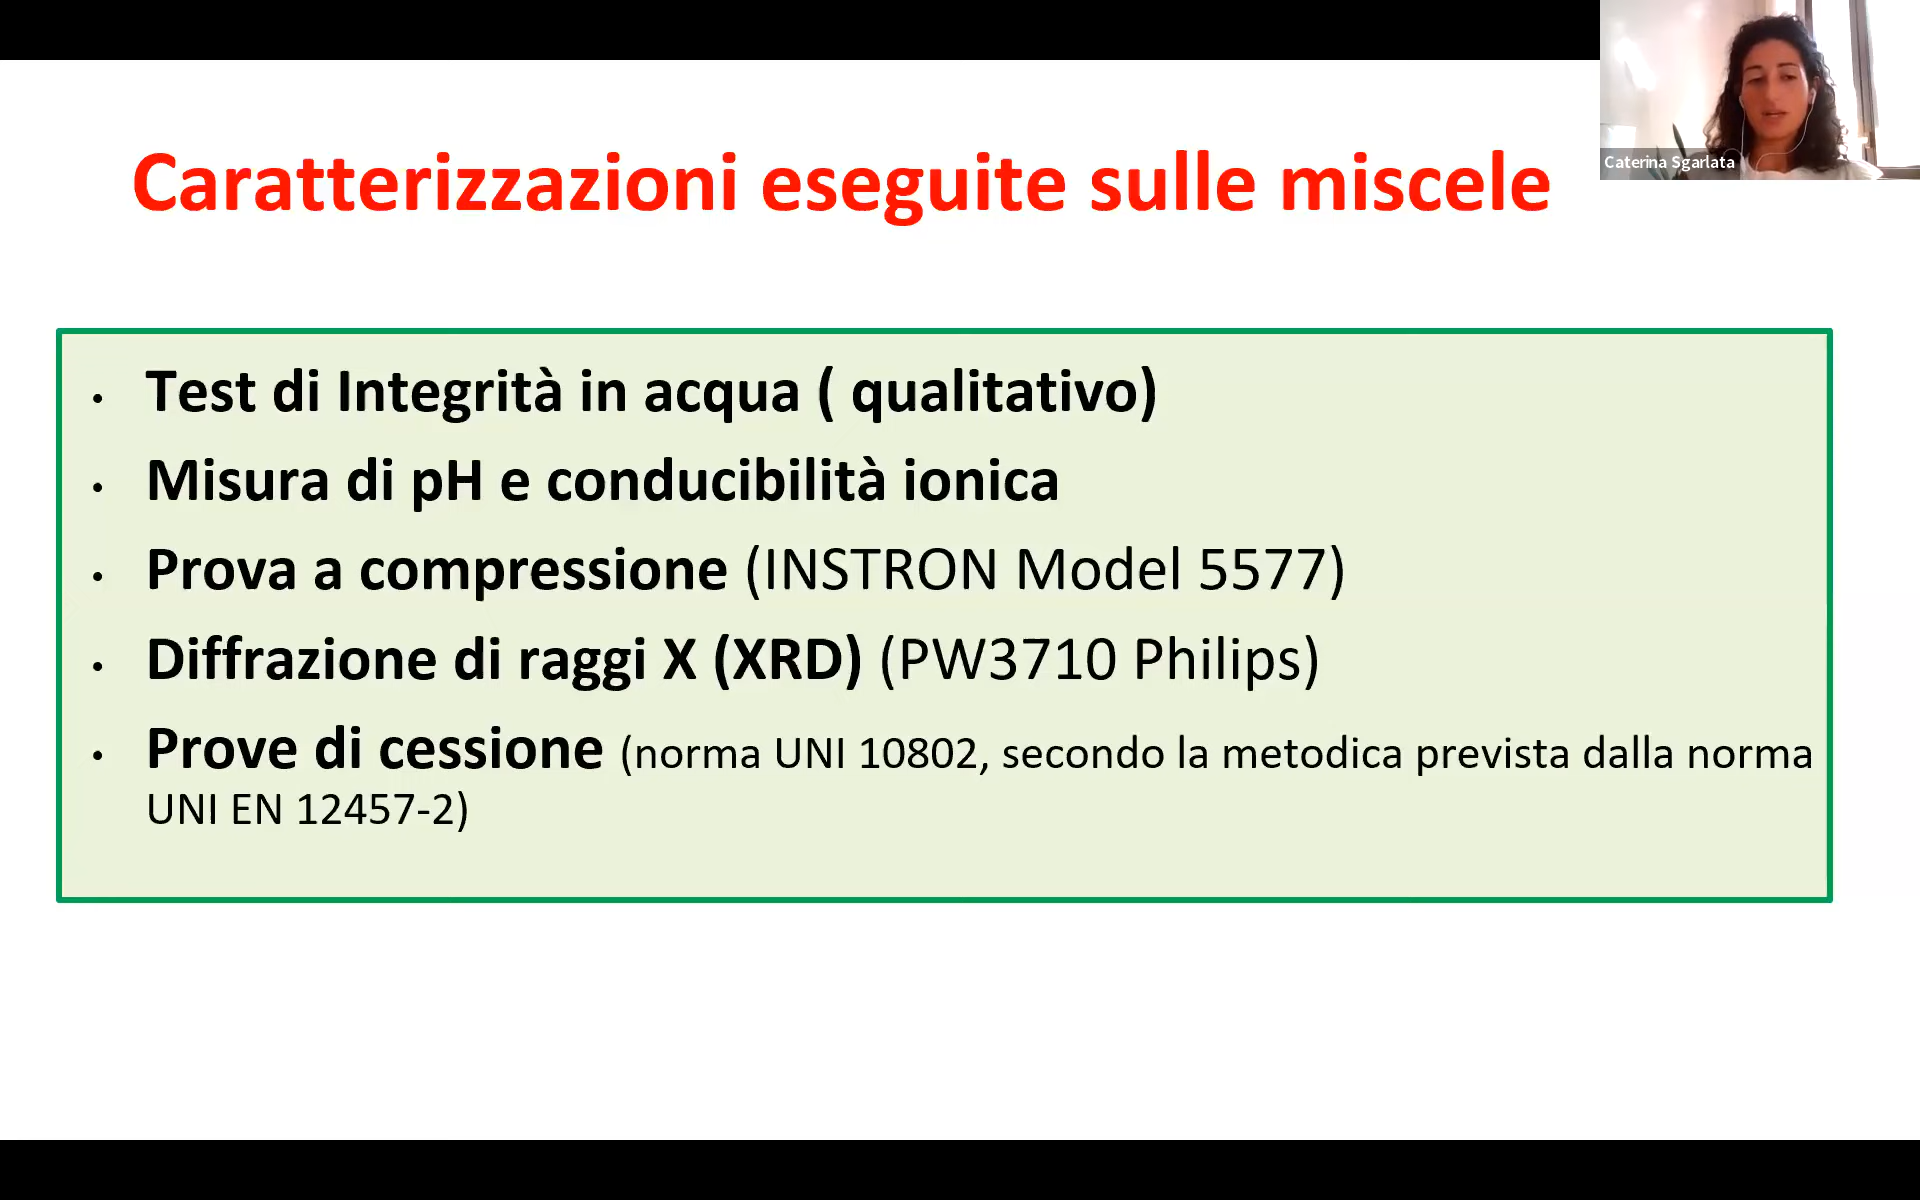 Caterina Sgarlata
Caratterizzazioni eseguite sulle miscele
• Test di Integrità in acqua ( qualitativo)
• Misura di pH e conducibilità ionica
• Prova a compressione (INSTRON Model 5577)
• Diffrazione di raggi X (XRD) (PW3710 Philips)
• Prove di cessione (norma UNI 10802, secondo la metodica prevista dalla norma
UNI EN 12457-2)